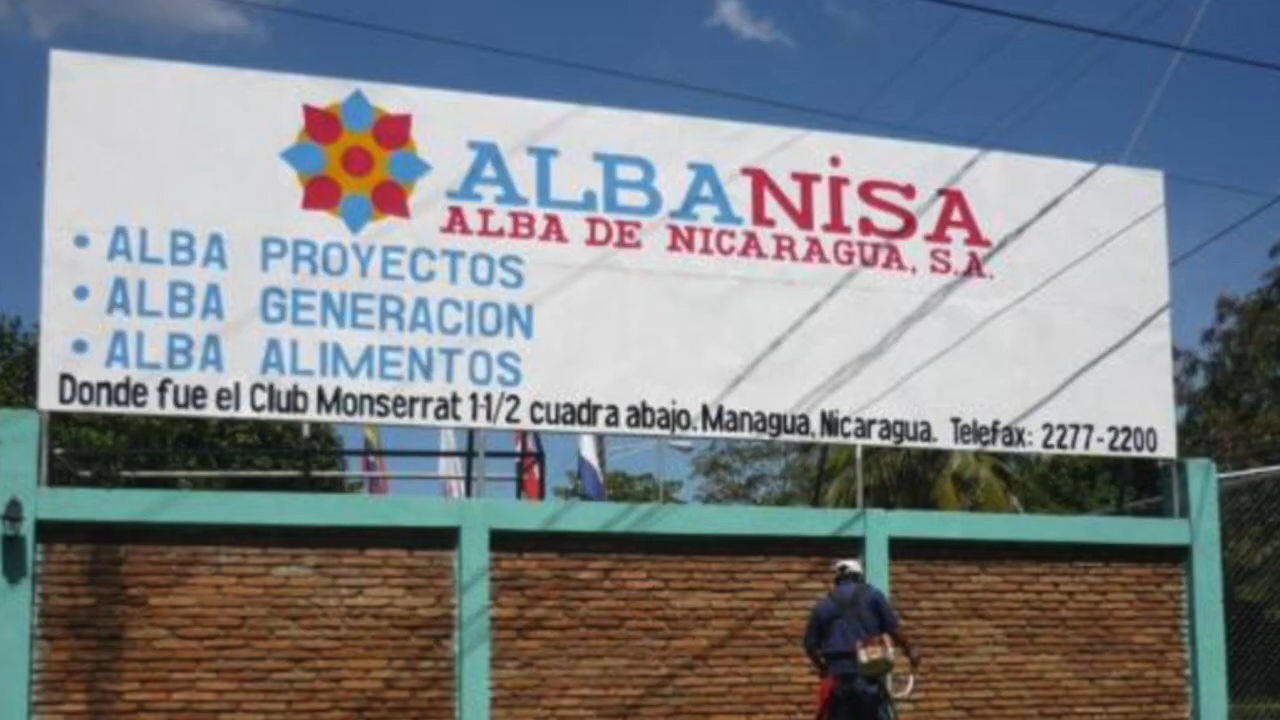 ALBANiSA
ALBA DE NICARAGUA, S.A.
• ALBA PROYECTOS
• ALBA GENERACION
• ALBA ALIMENTOS
Donde fue el Club Monserrat 1-1/2 cuadra abajo. Managua, Nicaragua. Telefax: 2277-2200